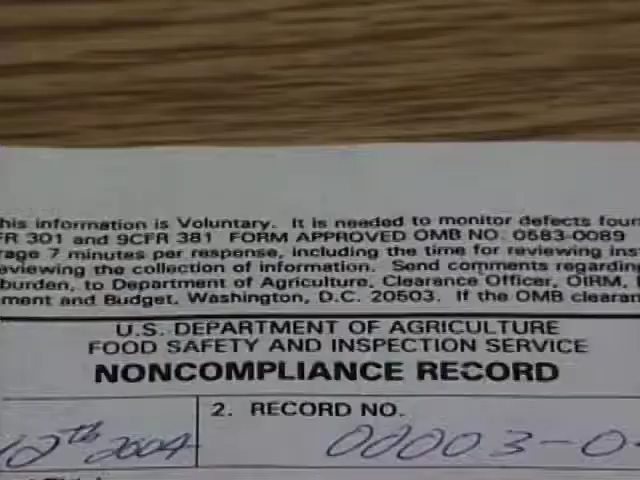 his information is Voluntary. It is needed to monitor defects foun
FR 301 and 9CFR 381 FORM APPROVED OMB NO. 0583-0089
rage 7 minutes per response, including the time for reviewing ins
eviewing the collection of information. Send comments regardin
burden, to Department of Agriculture, Clearance Officer, OIRM,
ment and Budget, Washington, D.C. 20503. If the OMB clearan
U.S. DEPARTMENT OF AGRICULTURE
FOOD SAFETY AND INSPECTION SERVICE
NONCOMPLIANCE RECORD
2. RECORD NO.
12th 2004 00003-0